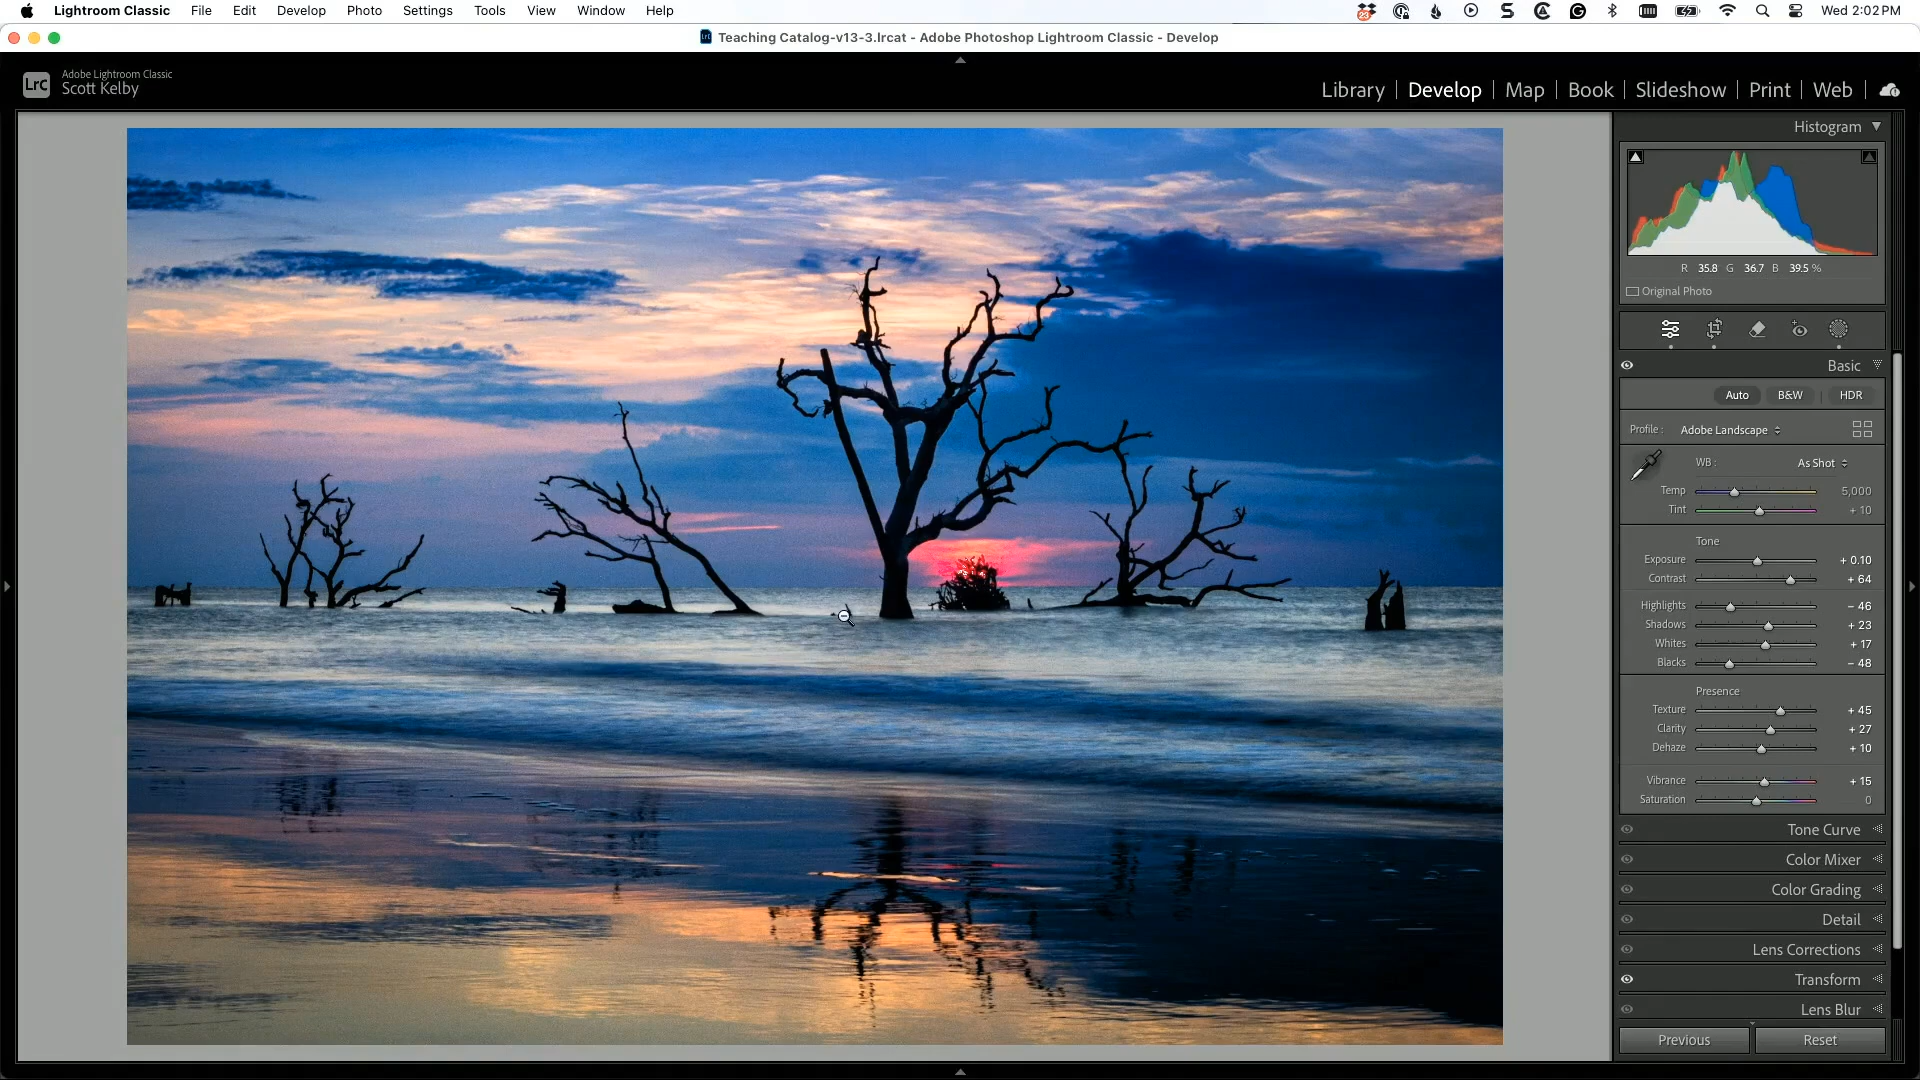 Lightroom Classic File Edit Develop Photo Settings Tools View Window Help 23 Wed 2:02 PM
LrC Teaching Catalog-v13-3.lrcat - Adobe Photoshop Lightroom Classic - Develop
LrC Adobe Lightroom Classic
Scott Kelby
Library | Develop | Map | Book | Slideshow | Print | Web |
Histogram
R 35.8 G 36.7 B 39.5 %
Original Photo
Basic
Auto B&W | HDR
Profile : Adobe Landscape
WB : As Shot
Temp 5,000
Tint + 10
Tone
Exposure + 0.10
Contrast + 64
Highlights – 46
Shadows + 23
Whites + 17
Blacks – 48
Presence
Texture + 45
Clarity + 27
Dehaze + 10
Vibrance + 15
Saturation 0
Tone Curve
Color Mixer
Color Grading
Detail
Lens Corrections
Transform
Lens Blur
Previous Reset